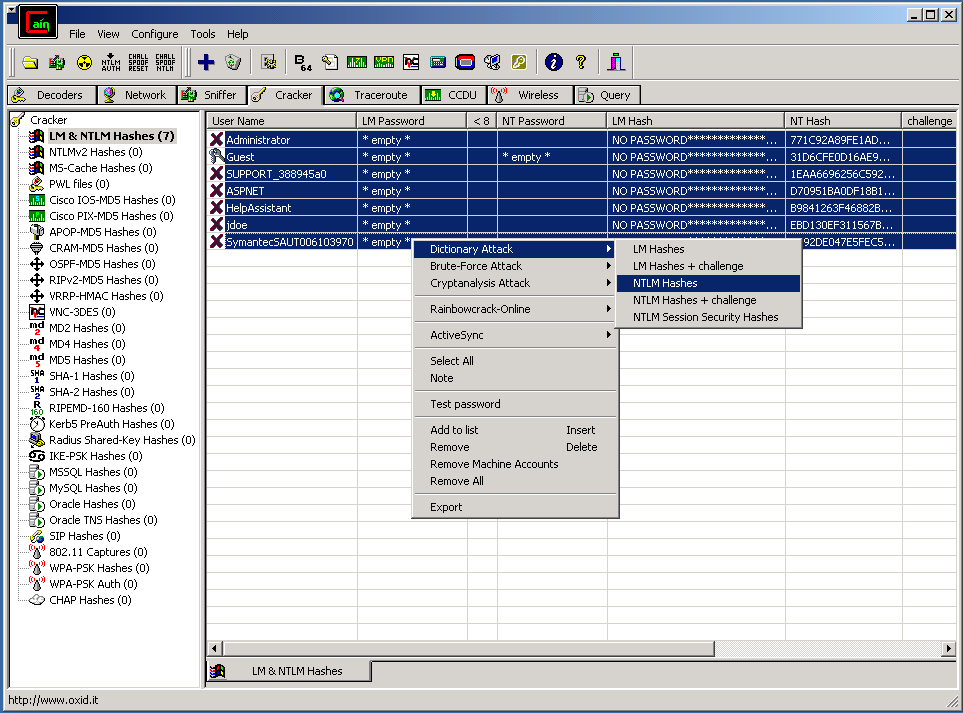 Caín
File View Configure Tools Help
NTLM AUTH CHALL SPOOF RESET CHALL SPOOF NTLM B 64
Decoders Network Sniffer Cracker Traceroute CCDU Wireless Query
Cracker
LM & NTLM Hashes (7)
NTLMv2 Hashes (0)
MS-Cache Hashes (0)
PWL files (0)
Cisco IOS-MD5 Hashes (0)
Cisco PIX-MD5 Hashes (0)
APOP-MD5 Hashes (0)
CRAM-MD5 Hashes (0)
OSPF-MD5 Hashes (0)
RIPv2-MD5 Hashes (0)
VRRP-HMAC Hashes (0)
VNC-3DES (0)
md 2 MD2 Hashes (0)
md 4 MD4 Hashes (0)
md 5 MD5 Hashes (0)
SHA 1 SHA-1 Hashes (0)
SHA 2 SHA-2 Hashes (0)
R 160 RIPEMD-160 Hashes (0)
Kerb5 PreAuth Hashes (0)
Radius Shared-Key Hashes (0)
IKE-PSK Hashes (0)
MSSQL Hashes (0)
MySQL Hashes (0)
Oracle Hashes (0)
Oracle TNS Hashes (0)
SIP Hashes (0)
802.11 Captures (0)
WPA-PSK Hashes (0)
WPA-PSK Auth (0)
CHAP Hashes (0)
User Name LM Password < 8 NT Password LM Hash NT Hash challenge
Administrator * empty * NO PASSWORD*************... 771C92A89FE1AD...
Guest * empty * * empty * NO PASSWORD*************... 31D6CFE0D16AE9...
SUPPORT_388945a0 * empty * NO PASSWORD*************... 1EAA6696256C592...
ASPNET * empty * NO PASSWORD*************... D70951BA0DF18B1...
HelpAssistant * empty * NO PASSWORD*************... B9841263F46882B...
jdoe * empty * NO PASSWORD*************... EBD130EF311567B...
SymantecSAUT006103970 * empty * 92DE047E5FEC5...
Dictionary Attack
Brute-Force Attack
Cryptanalysis Attack
Rainbowcrack-Online
ActiveSync
Select All
Note
Test password
Add to list Insert
Remove Delete
Remove Machine Accounts
Remove All
Export
LM Hashes
LM Hashes + challenge
NTLM Hashes
NTLM Hashes + challenge
NTLM Session Security Hashes
LM & NTLM Hashes
http://www.oxid.it